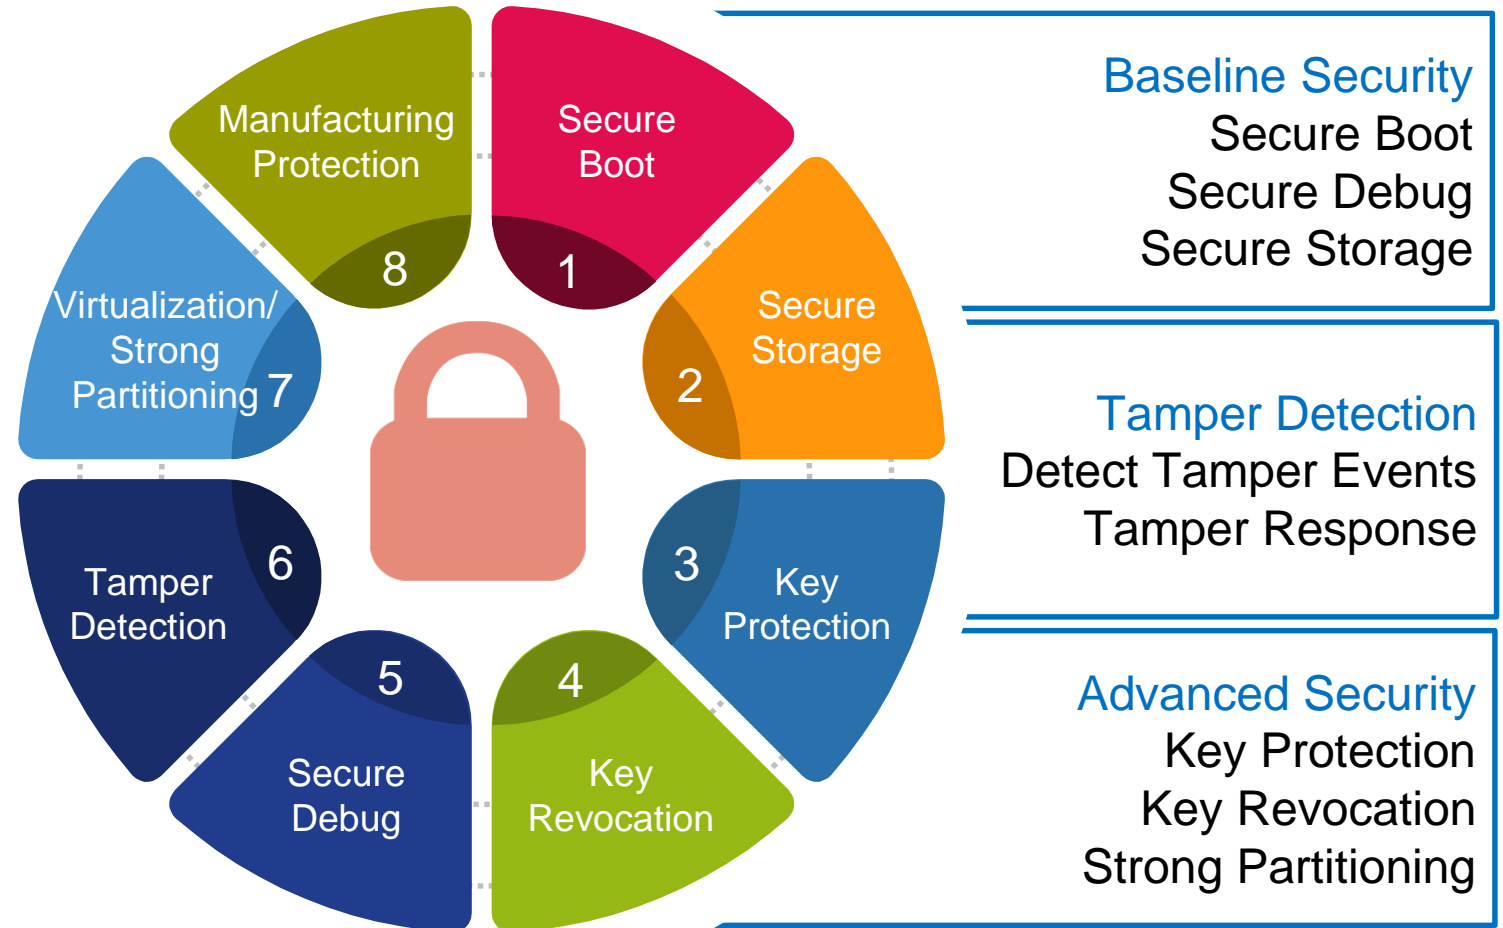 Manufacturing
Protection
8
Secure
Boot
1
Secure
Storage
2
Key
Protection
3
Key
Revocation
4
Secure
Debug
5
Tamper
Detection
6
Virtualization/
Strong
Partitioning
7
Baseline Security
Secure Boot
Secure Debug
Secure Storage
Tamper Detection
Detect Tamper Events
Tamper Response
Advanced Security
Key Protection
Key Revocation
Strong Partitioning